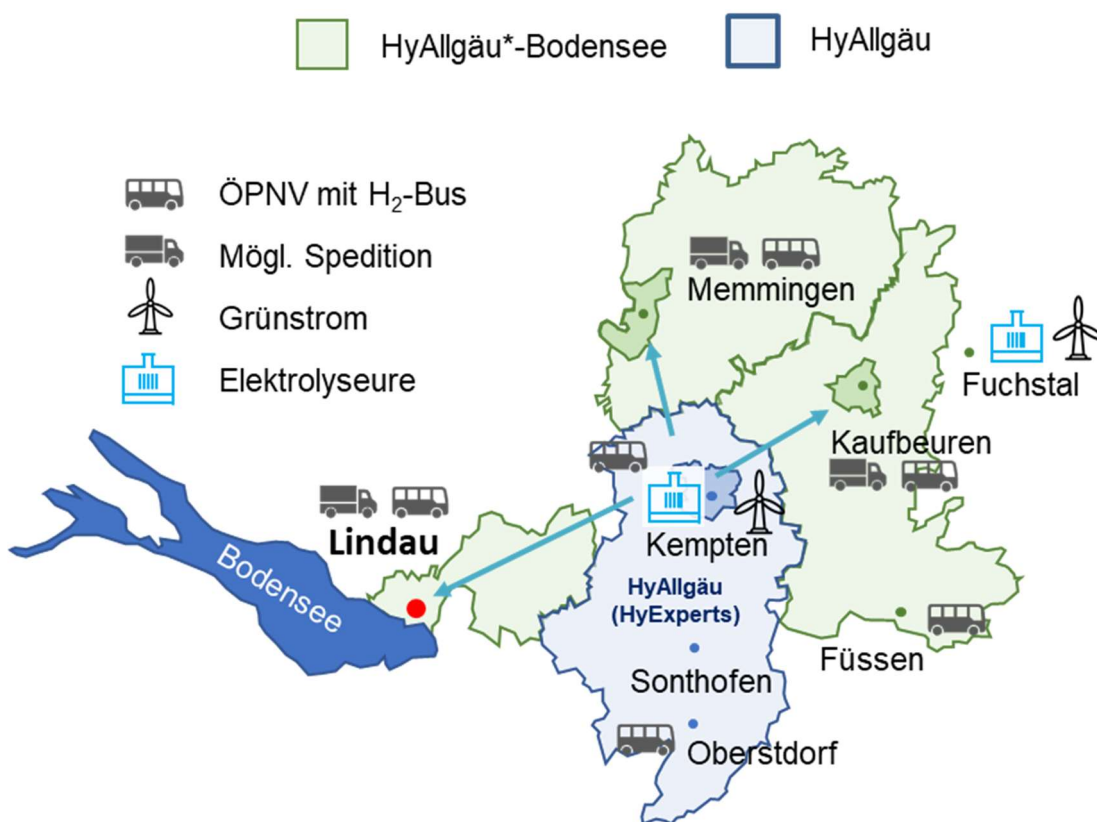 HyAllgäu*-Bodensee
HyAllgäu
ÖPNV mit H₂-Bus
Mögl. Spedition
Grünstrom
Elektrolyseure
Memmingen
Fuchstal
Kaufbeuren
Lindau
Kempten
Bodensee
HyAllgäu
(HyExperts)
Füssen
Sonthofen
Oberstdorf